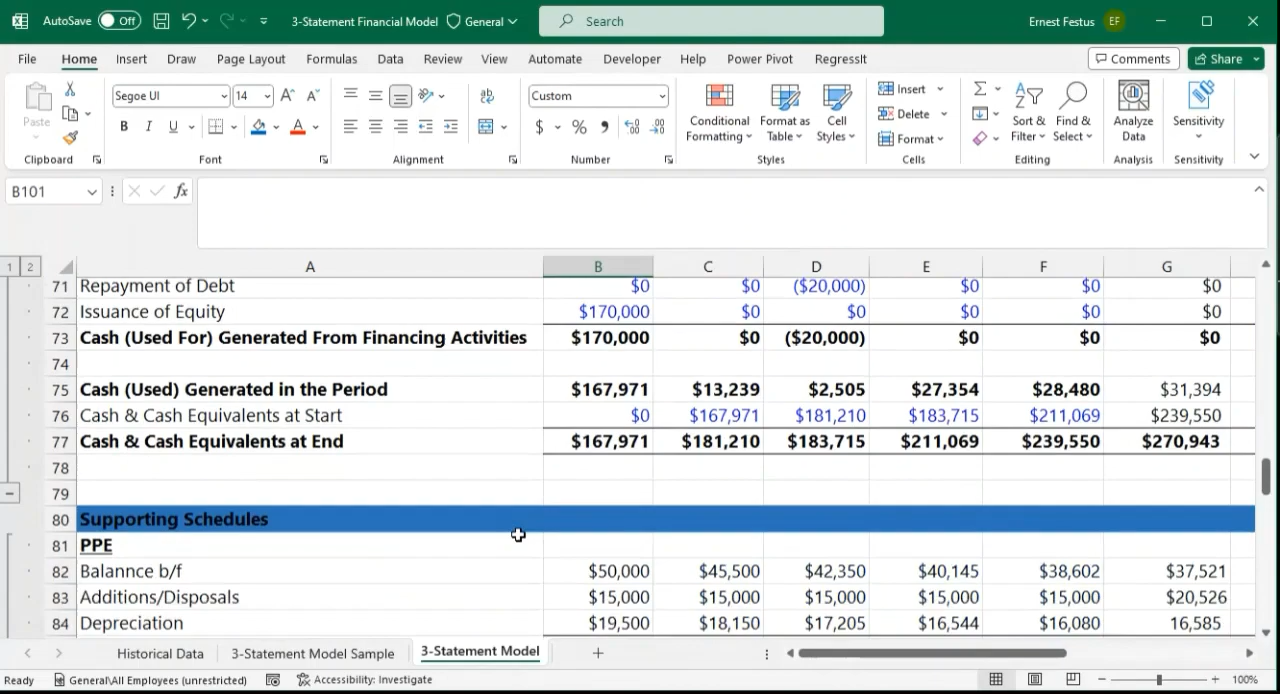 AutoSave Off 3-Statement Financial Model General Search Ernest Festus EF
File Home Insert Draw Page Layout Formulas Data Review View Automate Developer Help Power Pivot RegressIt Comments Share
Paste Segoe UI 14 Custom Conditional Formatting Format as Table Cell Styles Insert Delete Format Sort & Filter Find & Select Analyze Data Sensitivity
Clipboard Font Alignment Number Styles Cells Editing Analysis Sensitivity
B101 fx
1 2 A B C D E F G
71 Repayment of Debt $0 $0 ($20,000) $0 $0 $0
72 Issuance of Equity $170,000 $0 $0 $0 $0 $0
73 Cash (Used For) Generated From Financing Activities $170,000 $0 ($20,000) $0 $0 $0
74
75 Cash (Used) Generated in the Period $167,971 $13,239 $2,505 $27,354 $28,480 $31,394
76 Cash & Cash Equivalents at Start $0 $167,971 $181,210 $183,715 $211,069 $239,550
77 Cash & Cash Equivalents at End $167,971 $181,210 $183,715 $211,069 $239,550 $270,943
78
79
80 Supporting Schedules
81 PPE
82 Balannce b/f $50,000 $45,500 $42,350 $40,145 $38,602 $37,521
83 Additions/Disposals $15,000 $15,000 $15,000 $15,000 $15,000 $20,526
84 Depreciation $19,500 $18,150 $17,205 $16,544 $16,080 16,585
Historical Data 3-Statement Model Sample 3-Statement Model
Ready General\All Employees (unrestricted) Accessibility: Investigate 100%